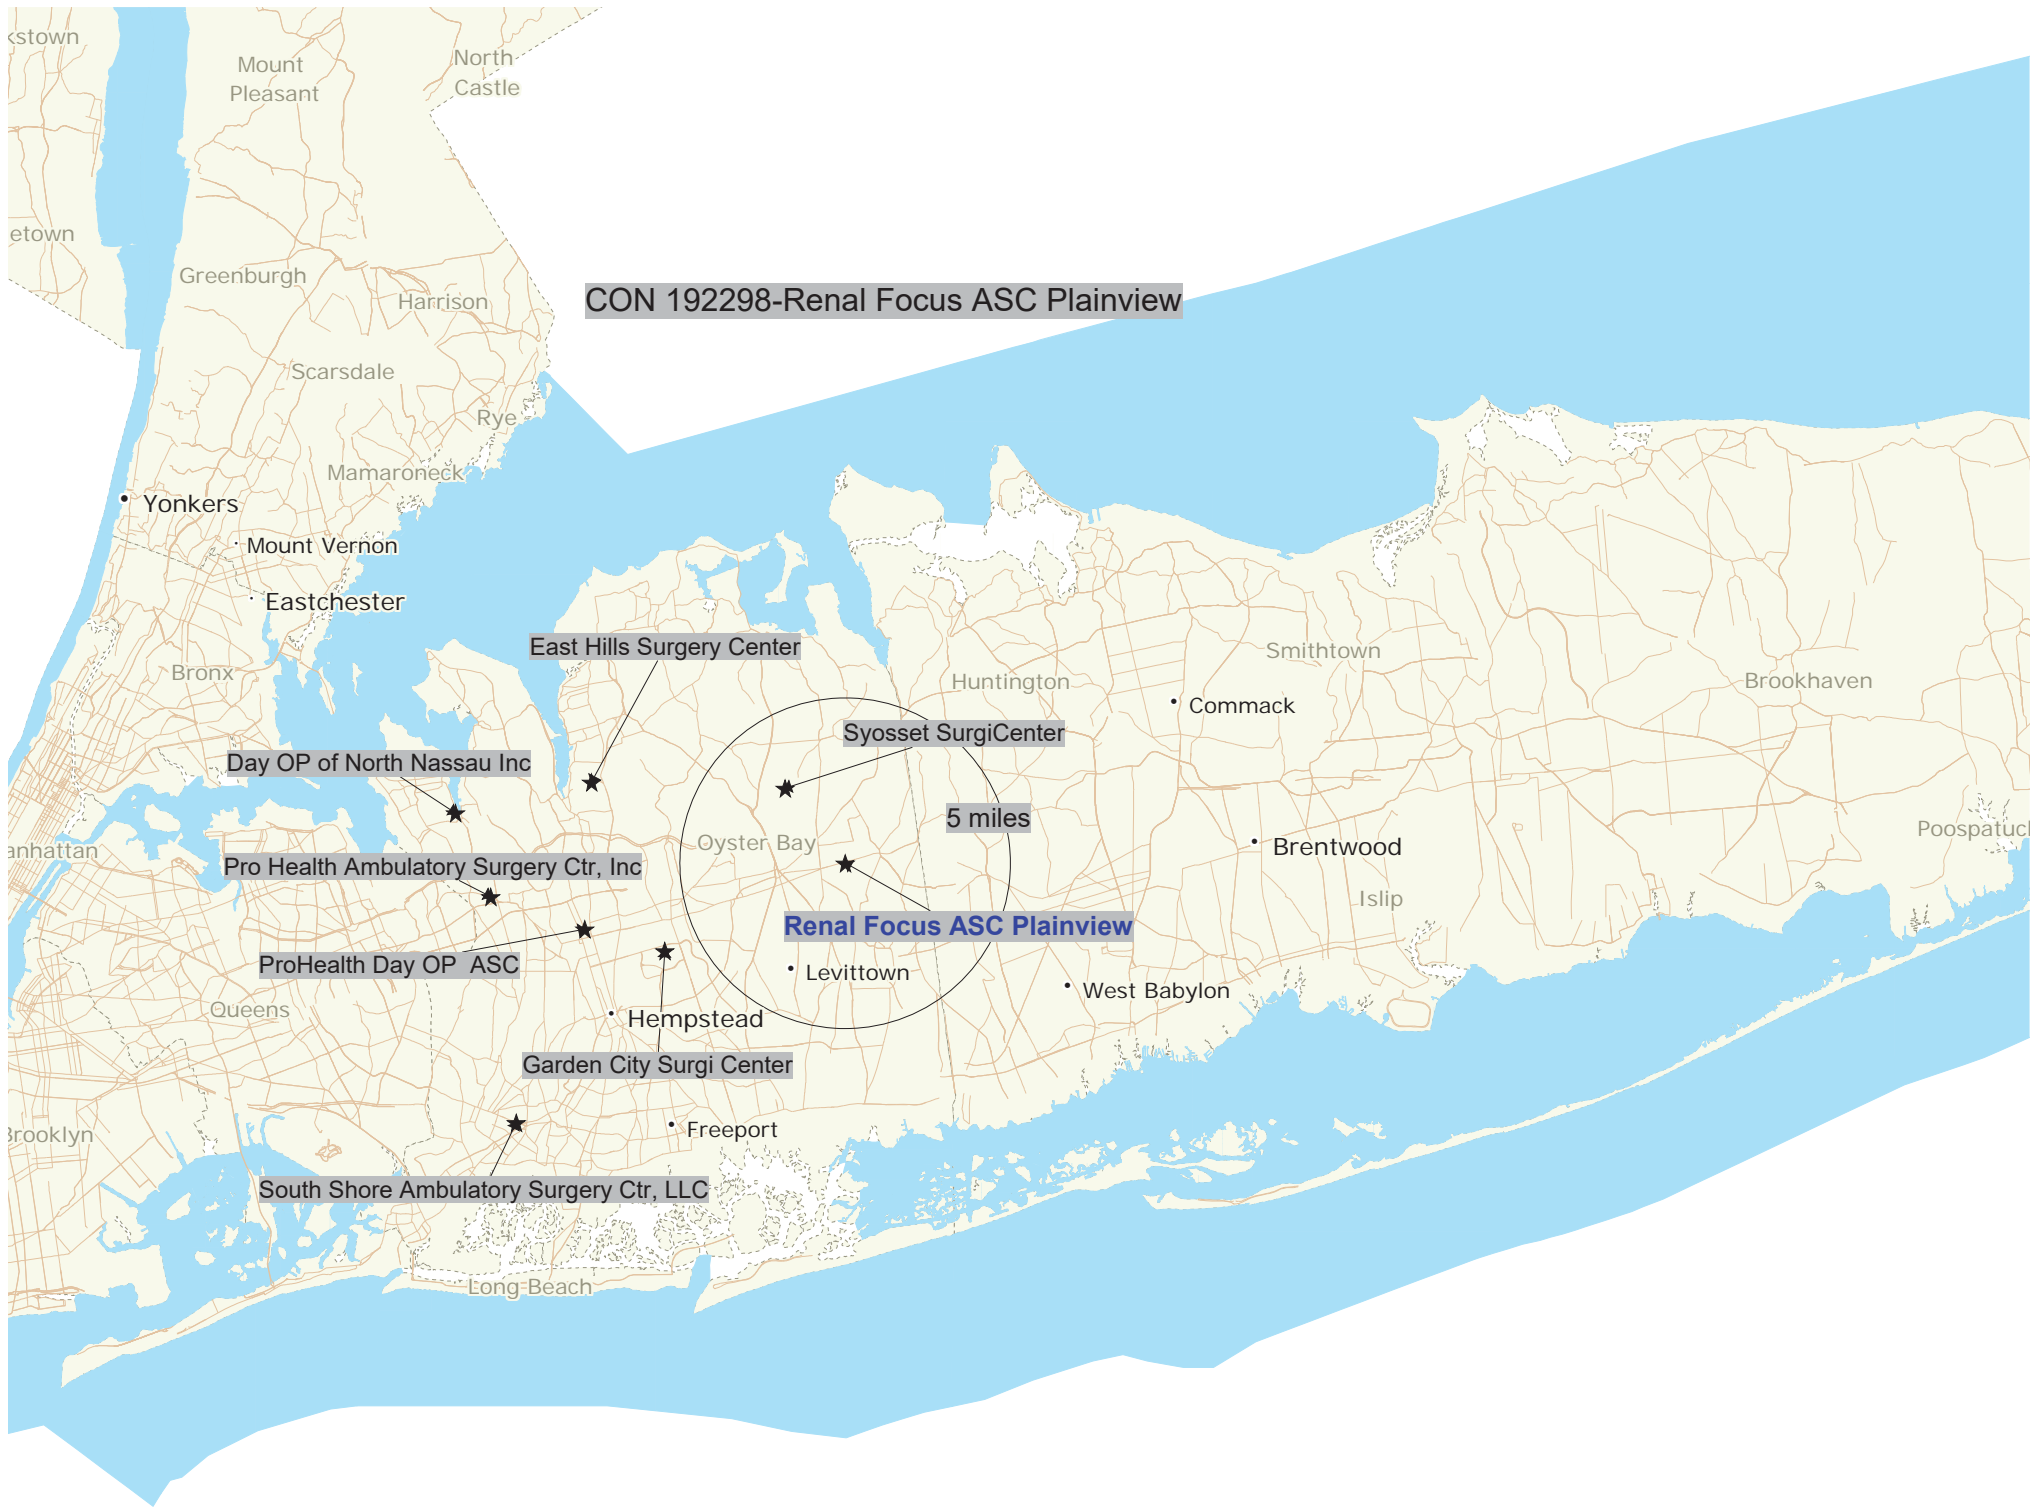 kstown
Mount
Pleasant
North
Castle
etown
Greenburgh
Harrison
CON 192298-Renal Focus ASC Plainview
Scarsdale
Rye
Mamaroneck
Yonkers
Mount Vernon
Eastchester
East Hills Surgery Center
Smithtown
Bronx
Huntington
Brookhaven
Commack
Syosset SurgiCenter
Day OP of North Nassau Inc
5 miles
Poospatuck
Oyster Bay
Brentwood
anhattan
Pro Health Ambulatory Surgery Ctr, Inc
Islip
Renal Focus ASC Plainview
ProHealth Day OP  ASC
Levittown
West Babylon
Queens
Hempstead
Garden City Surgi Center
Freeport
Brooklyn
South Shore Ambulatory Surgery Ctr, LLC
Long Beach